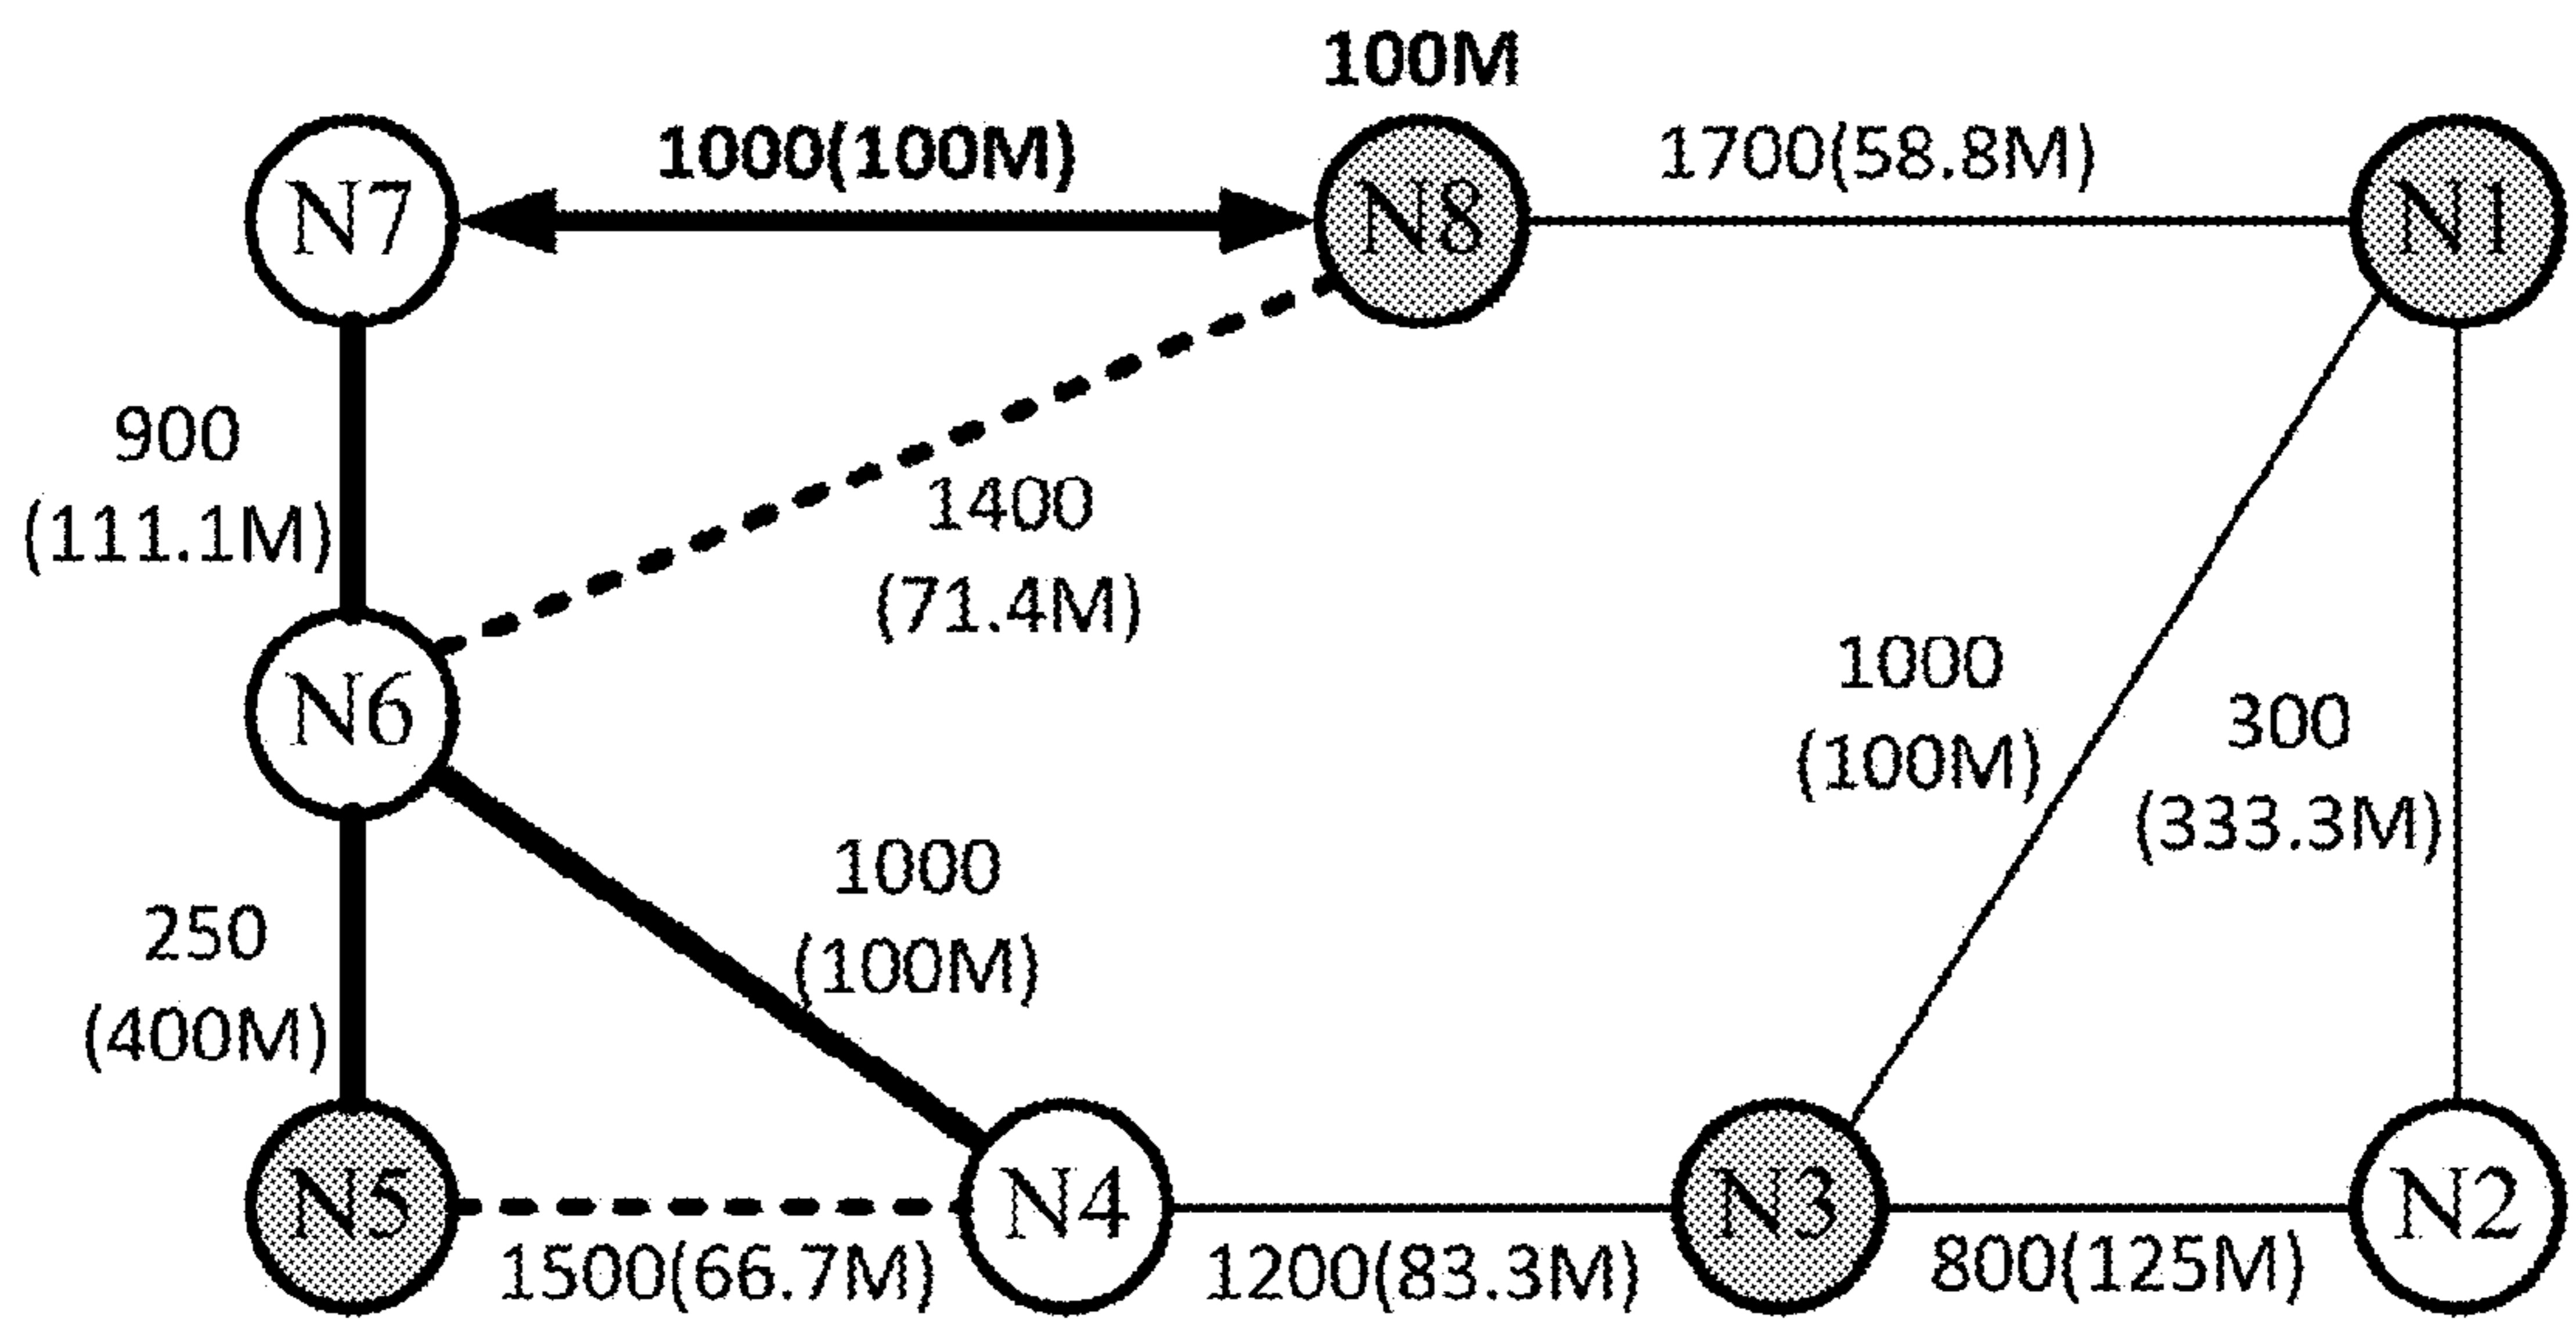 100M
1000(100M)
1700(58.8M)
N7
N8
N1
900
(111.1M)
1400
(71.4M)
1000
(100M)
300
(333.3M)
N6
1000
(100M)
250
(400M)
N5
N4
N3
N2
1500(66.7M)
1200(83.3M)
800(125M)